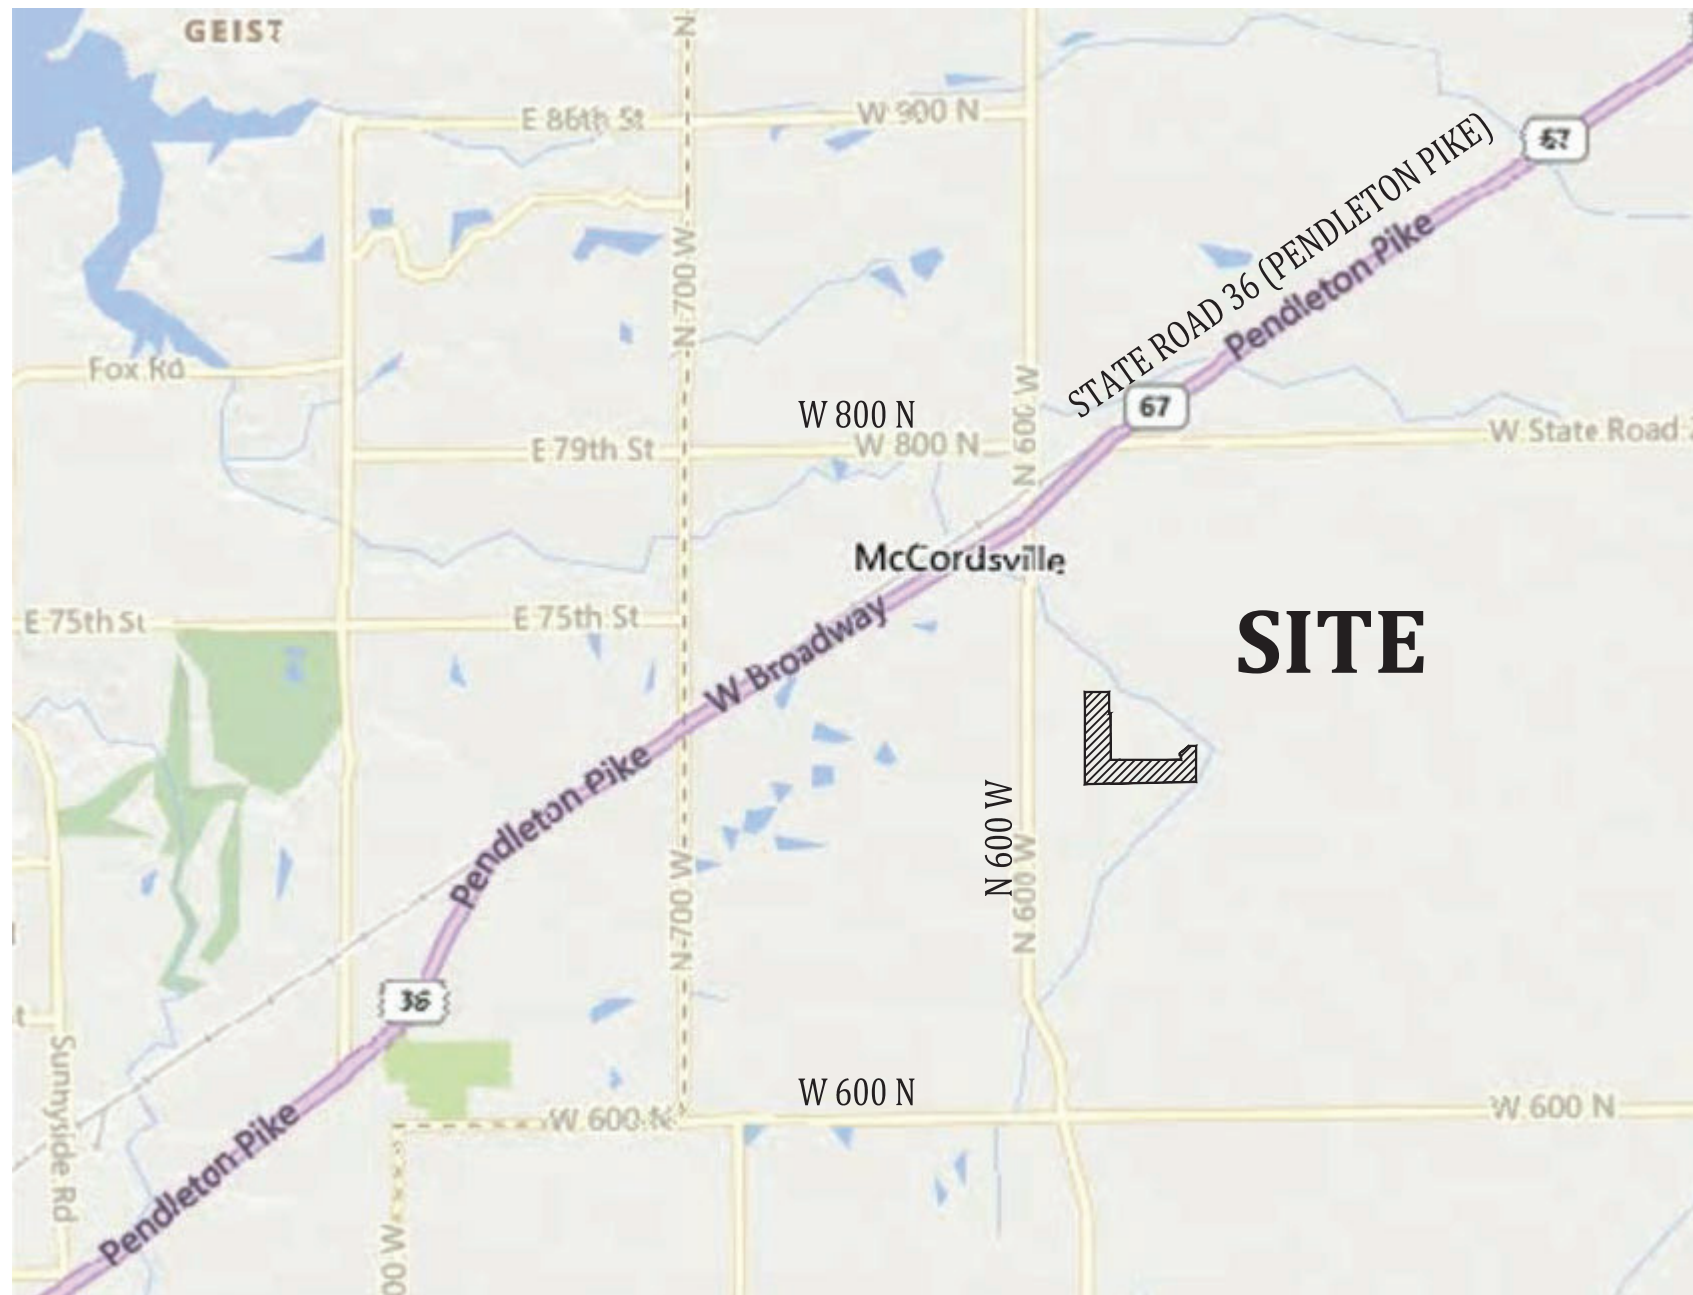 GEIST
N
E 86th St
W 900 N
67
STATE ROAD 36 (PENDLETON PIKE)
Pendleton Pike
N 700 W
Fox Rd
W 800 N
67
N 600 W
E 79th St
W 800 N
W State Road
McCordsville
E 75th St
E 75th St
W Broadway
SITE
Pendleton Pike
N 600 W
N 600 W
N 700 W
36
Sunnyside Rd
W 600 N
W 600 N
W 600 N
Pendleton Pike
00 W